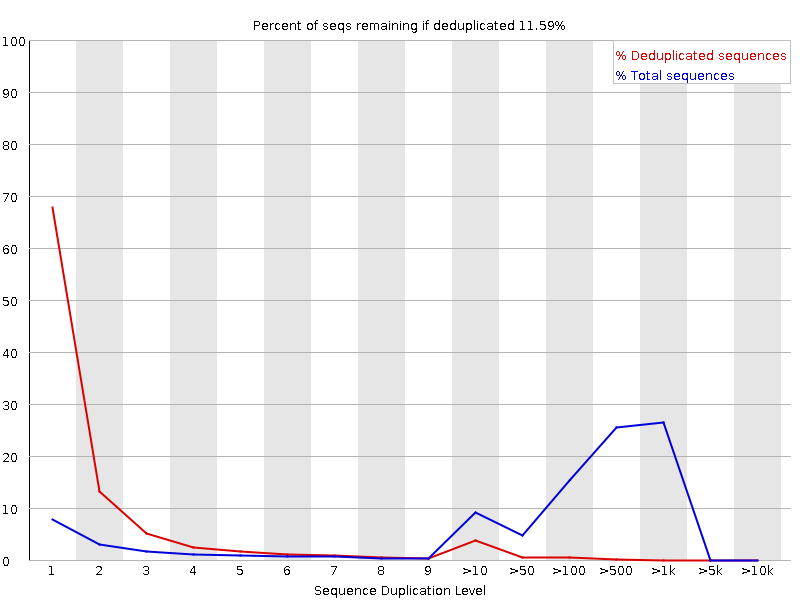 Percent of seqs remaining if deduplicated 11.59%
% Deduplicated sequences
% Total sequences
100
90
80
70
60
50
40
30
20
10
0
1 2 3 4 5 6 7 8 9 >10 >50 >100 >500 >1k >5k >10k
Sequence Duplication Level